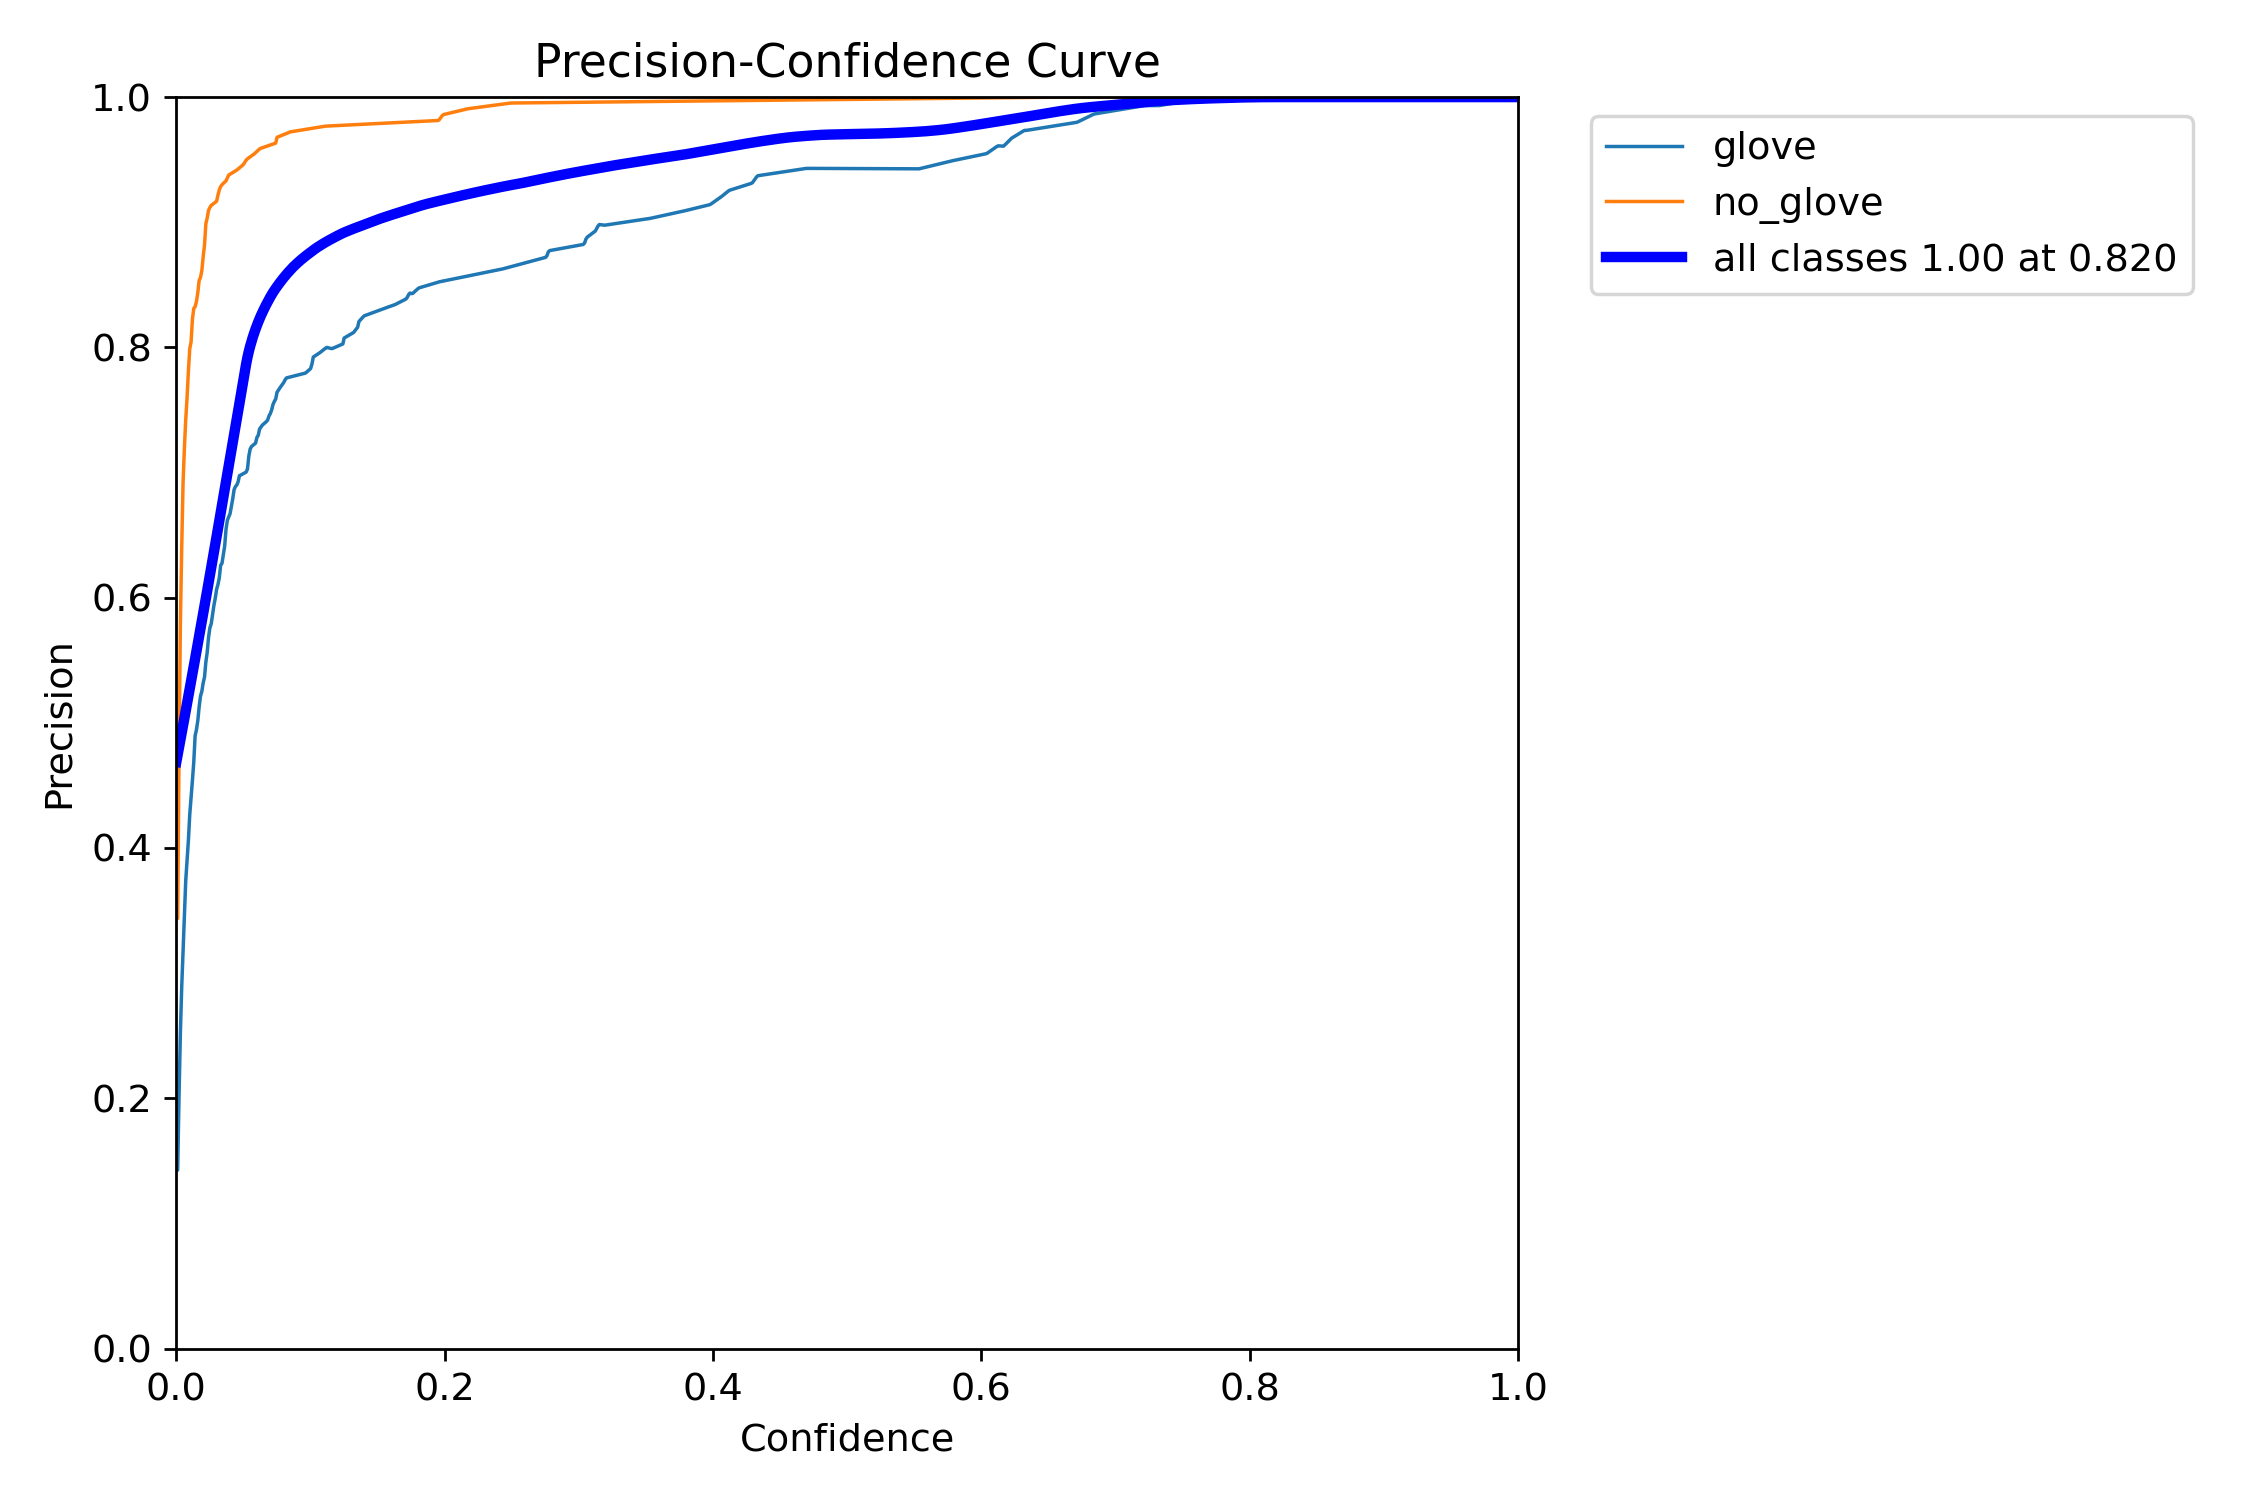 Precision-Confidence Curve
1.0
0.8
0.6
0.4
0.2
0.0
Precision
0.0 0.2 0.4 0.6 0.8 1.0
Confidence
glove
no_glove
all classes 1.00 at 0.820